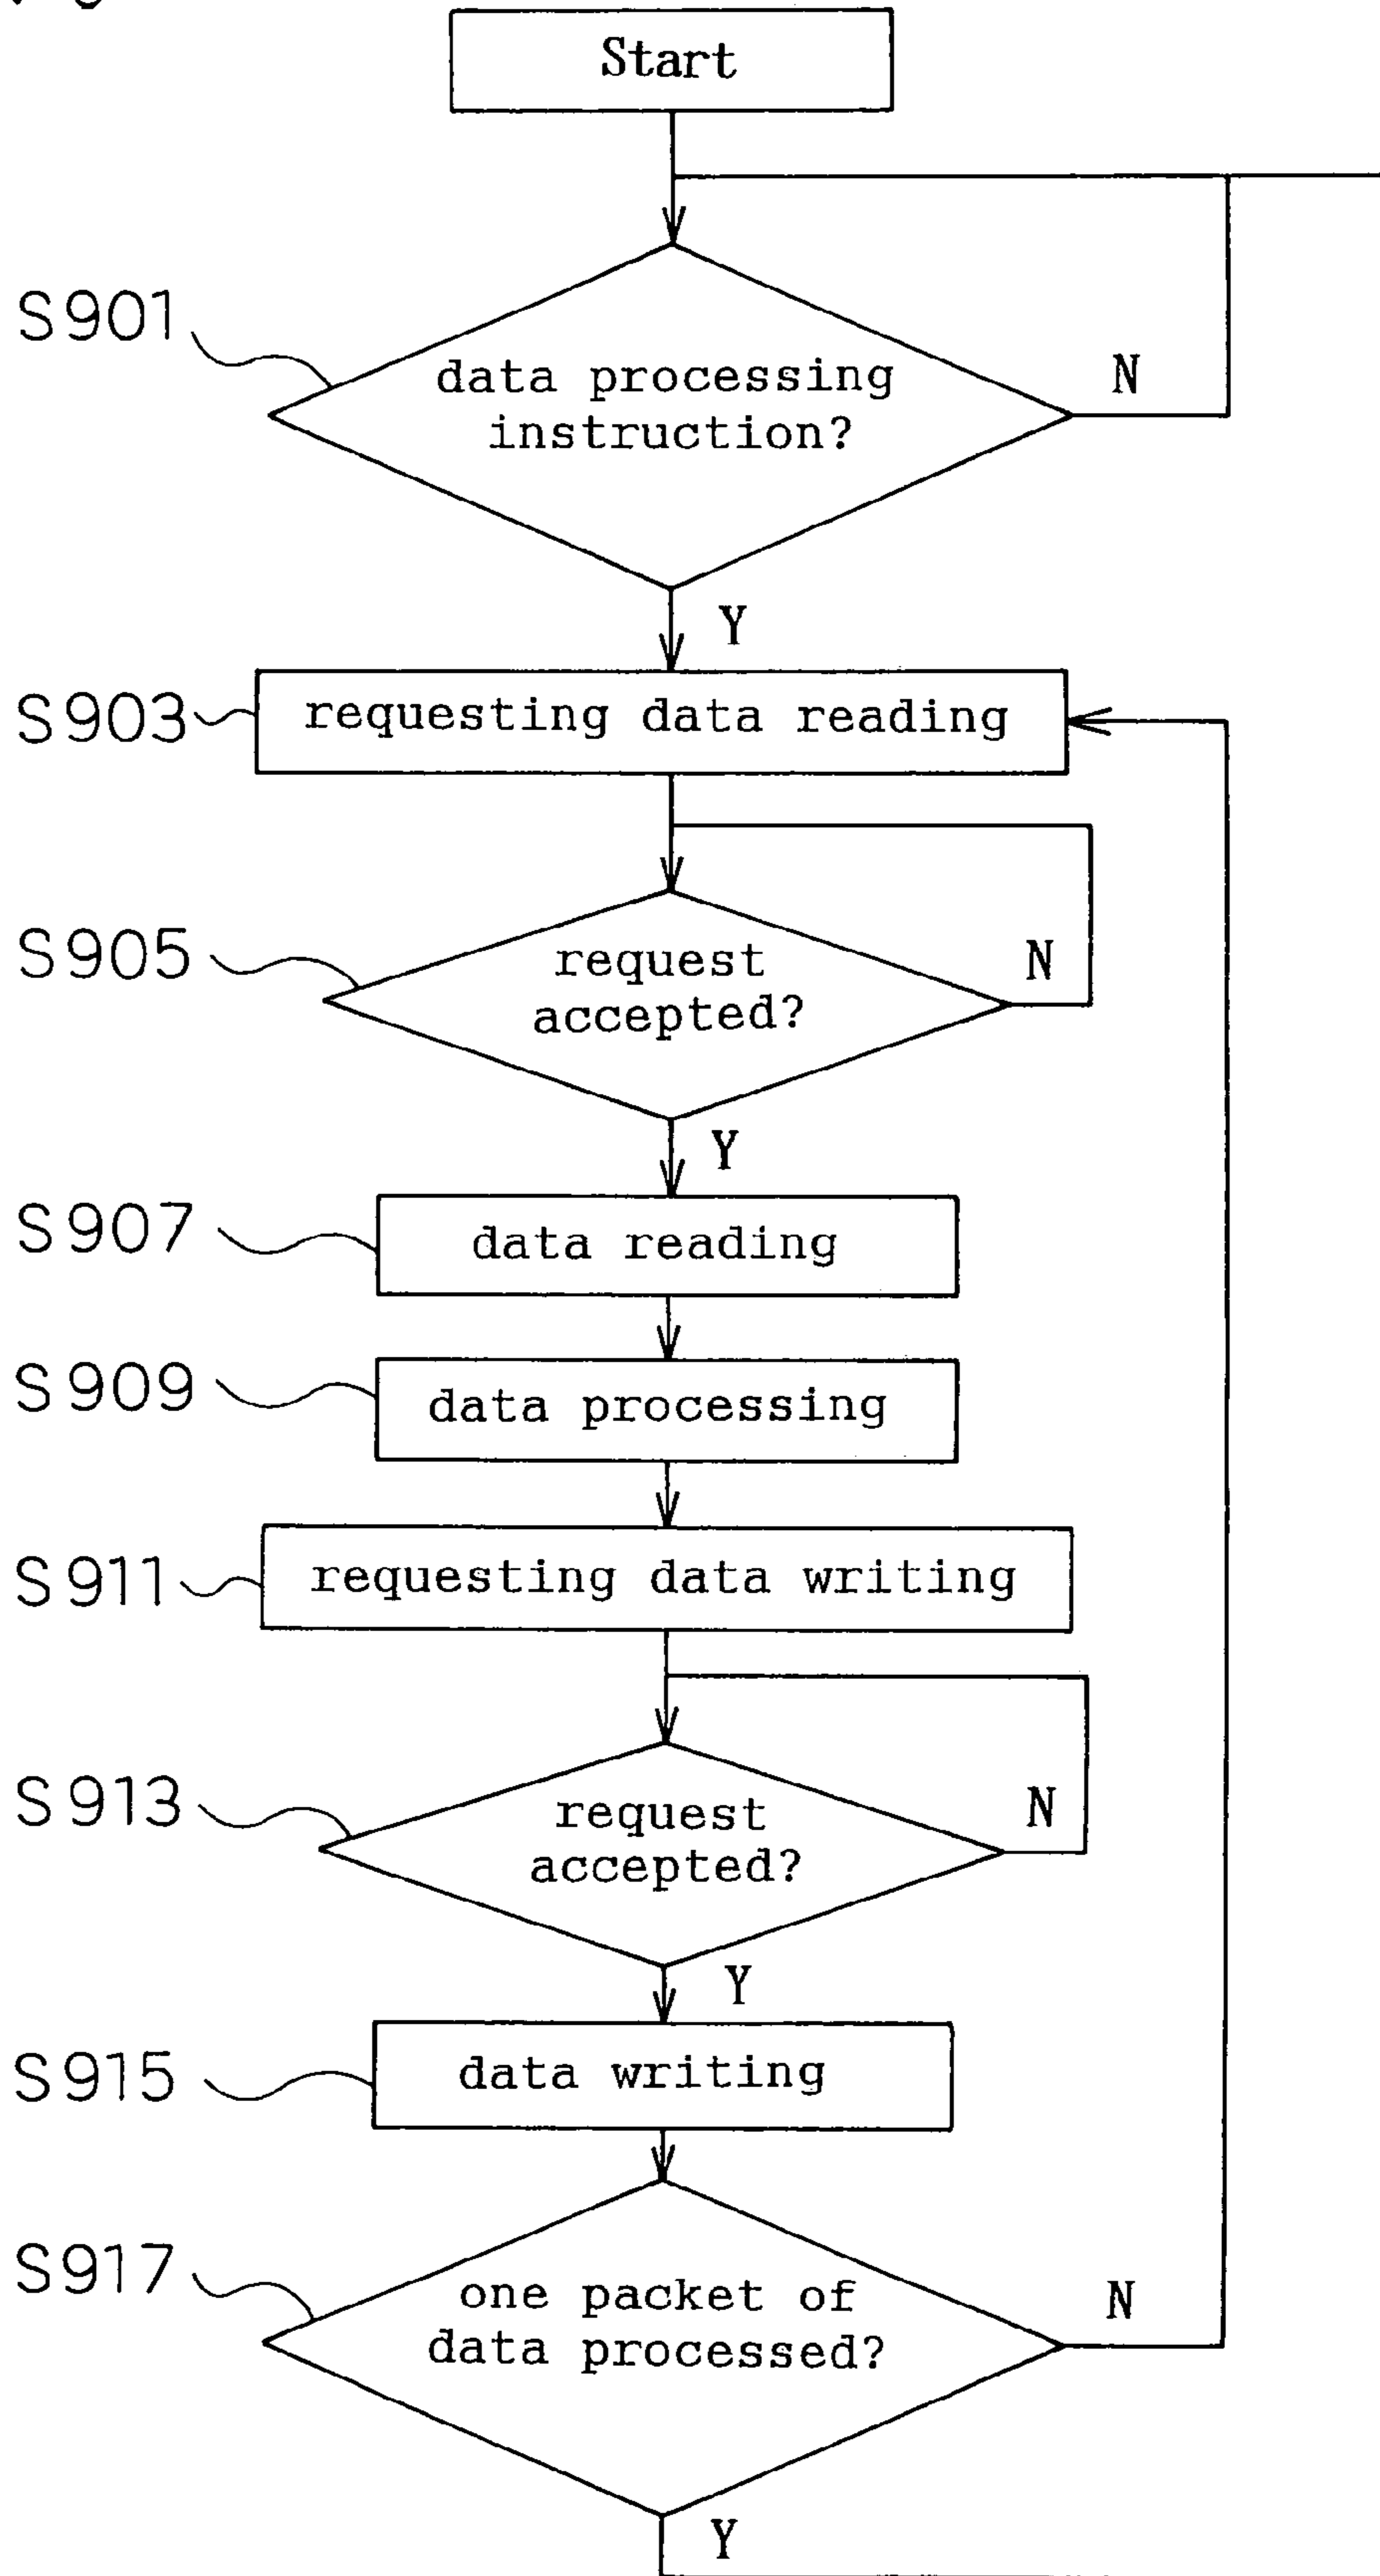 Start
S901
data processing
instruction?
N
Y
S903
requesting data reading
S905
request
accepted?
N
Y
S907
data reading
S909
data processing
S911
requesting data writing
S913
request
accepted?
N
Y
S915
data writing
S917
one packet of
data processed?
N
Y